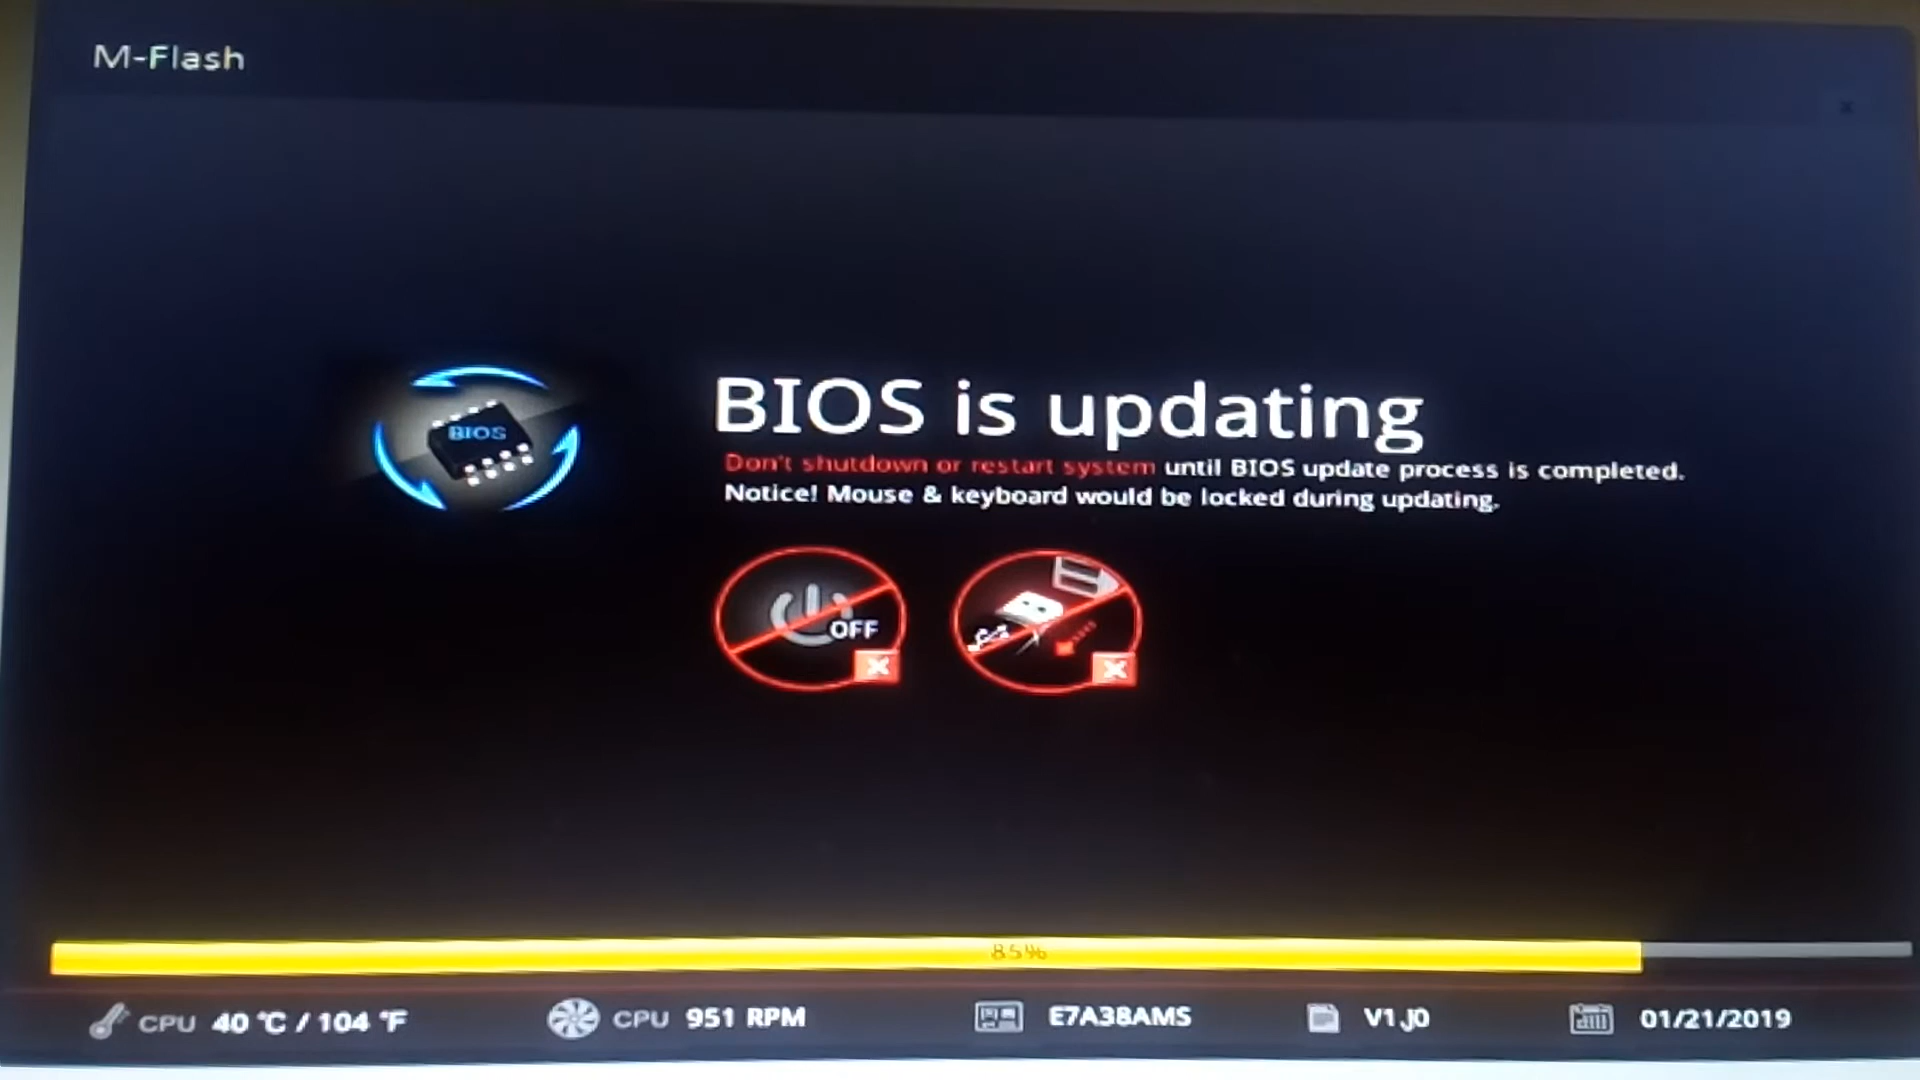 M-Flash
BIOS
BIOS is updating
Don't shutdown or restart system until BIOS update process is completed.
Notice! Mouse & keyboard would be locked during updating.
OFF
85%
CPU 40 °C / 104 °F
CPU 951 RPM
E7A38AMS
V1.J0
01/21/2019